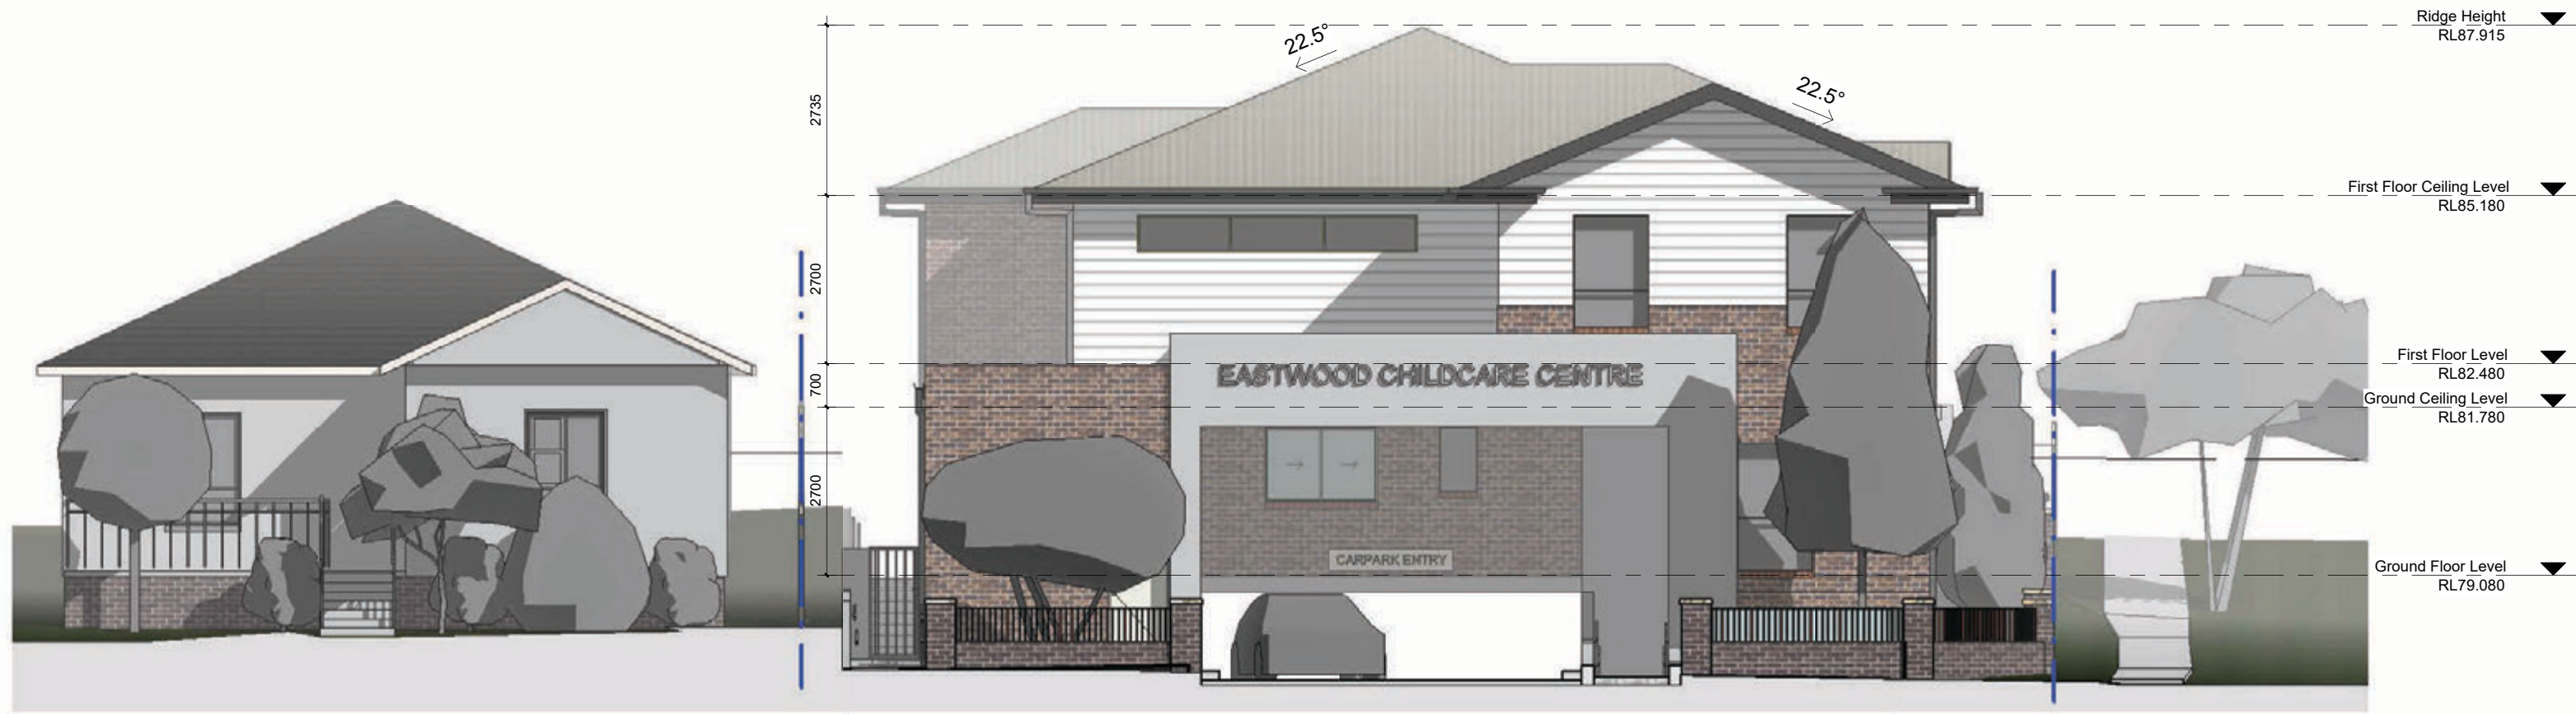 Ridge Height
RL87.915
22.5°
22.5°
2735
First Floor Ceiling Level
RL85.180
2700
First Floor Level
RL82.480
EASTWOOD CHILDCARE CENTRE
700
Ground Ceiling Level
RL81.780
2700
CARPARK ENTRY
Ground Floor Level
RL79.080